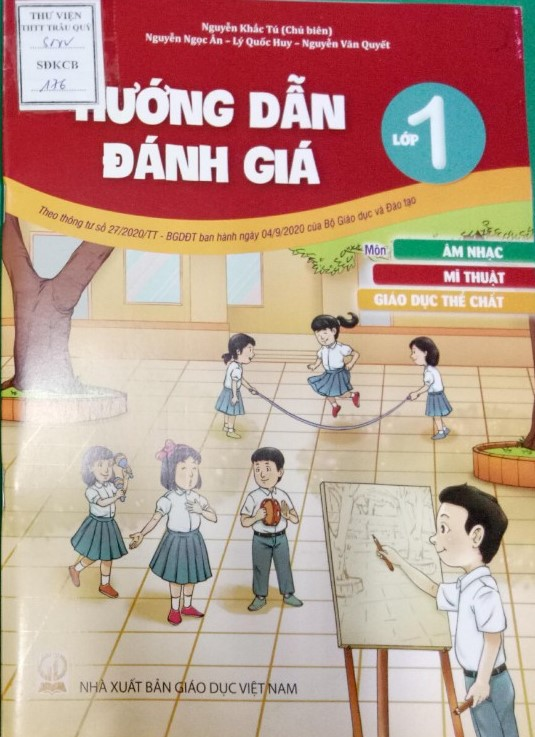 THƯ VIỆN
THTT TRÂU QUỲ
SĐKCB
176
Nguyễn Khắc Tú (Chủ biên)
Nguyễn Ngọc Ân – Lý Quốc Huy – Nguyễn Văn Quyết
HƯỚNG DẪN
ĐÁNH GIÁ
LỚP 1
Theo thông tư số 27/2020/TT - BGDĐT ban hành ngày 04/9/2020 của Bộ Giáo dục và Đào tạo
Môn ÂM NHẠC
MĨ THUẬT
GIÁO DỤC THỂ CHẤT
NHÀ XUẤT BẢN GIÁO DỤC VIỆT NAM